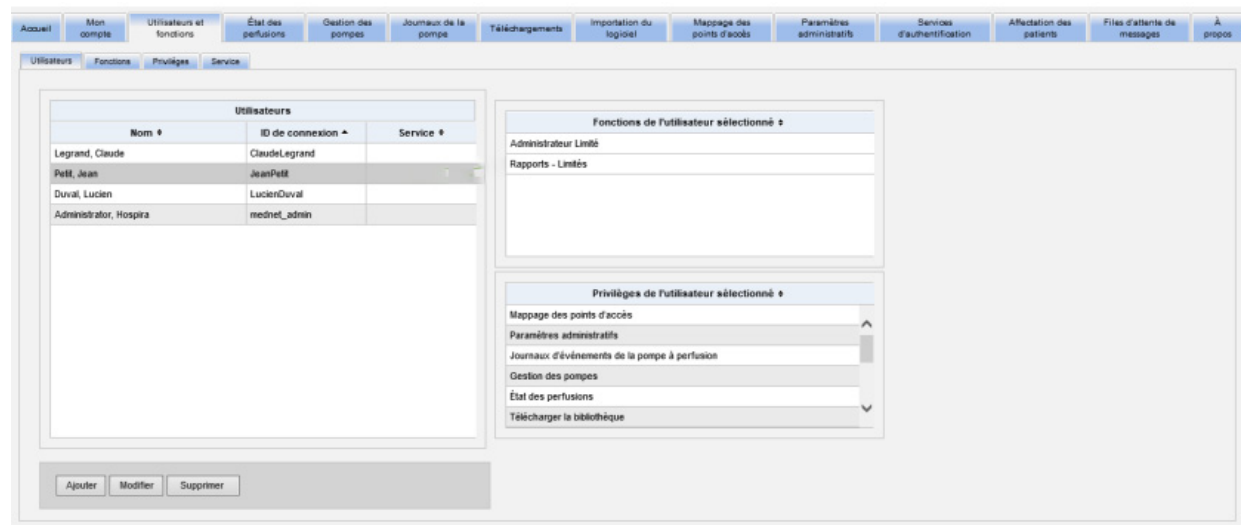 Accueil
Mon compte
Utilisateurs et fonctions
État des perfusions
Gestion des pompes
Journaux de la pompe
Téléchargements
Importation du logiciel
Mappage des points d'accès
Paramètres administratifs
Services d'authentification
Affectation des patients
Files d'attente de messages
À propos
Utilisateurs Fonctions Privilèges Service
Utilisateurs
Nom ID de connexion Service
Legrand, Claude ClaudeLegrand
Petit, Jean JeanPetit
Duval, Lucien LucienDuval
Administrator, Hospira mednet_admin
Fonctions de l'utilisateur sélectionné
Administrateur Limité
Rapports - Limités
Privilèges de l'utilisateur sélectionné
Mappage des points d'accès
Paramètres administratifs
Journaux d'événements de la pompe à perfusion
Gestion des pompes
État des perfusions
Télécharger la bibliothèque
Ajouter Modifier Supprimer